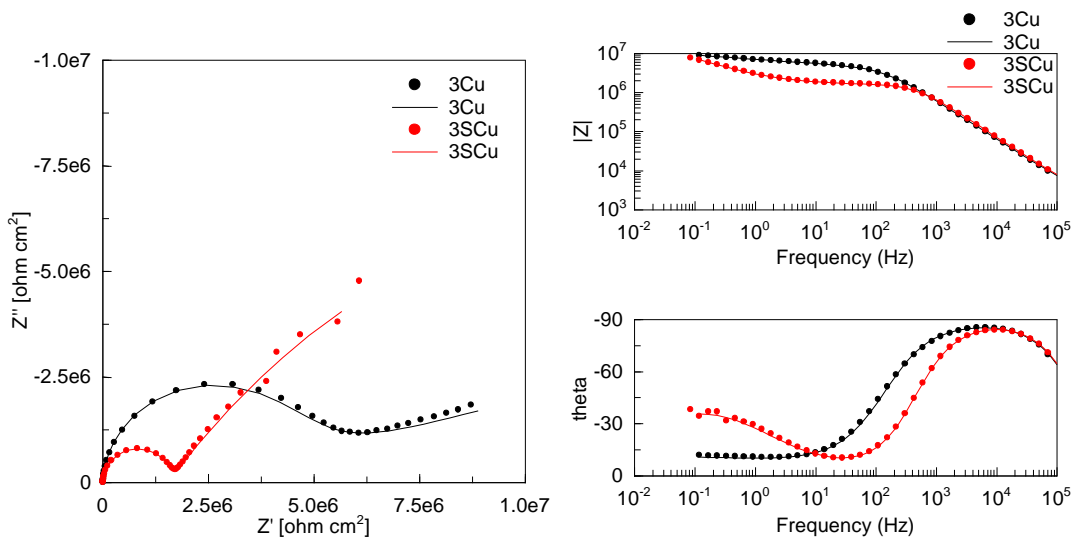 -1.0e7
-7.5e6
-5.0e6
-2.5e6
0
Z'' [ohm cm²]
0 2.5e6 5.0e6 7.5e6 1.0e7
Z' [ohm cm²]
3Cu
3Cu
3SCu
3SCu
3Cu
3Cu
3SCu
3SCu
10⁷
10⁶
10⁵
10⁴
10³
|Z|
10⁻² 10⁻¹ 10⁰ 10¹ 10² 10³ 10⁴ 10⁵
Frequency (Hz)
-90
-60
-30
0
theta
10⁻² 10⁻¹ 10⁰ 10¹ 10² 10³ 10⁴ 10⁵
Frequency (Hz)